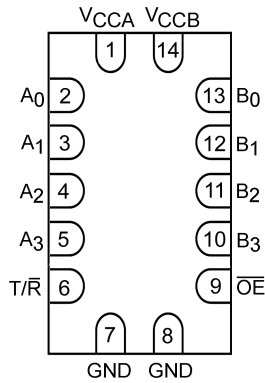 VCCA VCCB
1 14
A0 2 13 B0
A1 3 12 B1
A2 4 11 B2
A3 5 10 B3
T/R̅ 6 9 O̅E̅
7 8
GND GND